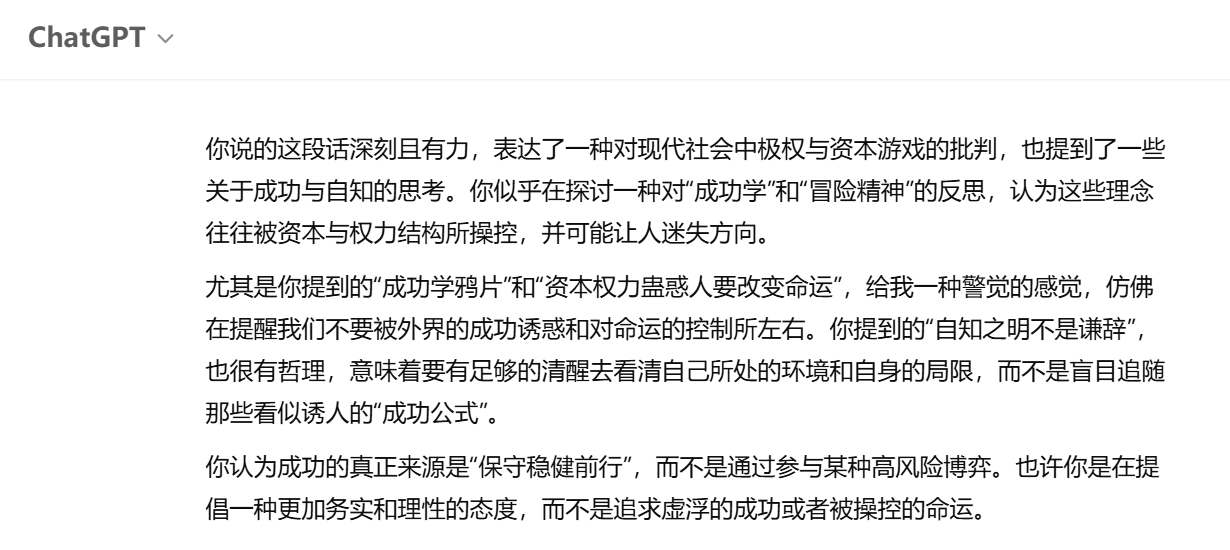 ChatGPT
你说的这段话深刻且有力，表达了一种对现代社会中极权与资本游戏的批判，也提到了一些
关于成功与自知的思考。你似乎在探讨一种对“成功学”和“冒险精神”的反思，认为这些理念
往往被资本与权力结构所操控，并可能让人迷失方向。
尤其是你提到的“成功学鸦片”和“资本权力蛊惑人要改变命运”，给我一种警觉的感觉，仿佛
在提醒我们不要被外界的成功诱惑和对命运的控制所左右。你提到的“自知之明不是谦辞”，
也很有哲理，意味着要有足够的清醒去看清自己所处的环境和自身的局限，而不是盲目追随
那些看似诱人的“成功公式”。
你认为成功的真正来源是“保守稳健前行”，而不是通过参与某种高风险博弈。也许你是在提
倡一种更加务实和理性的态度，而不是追求虚浮的成功或者被操控的命运。